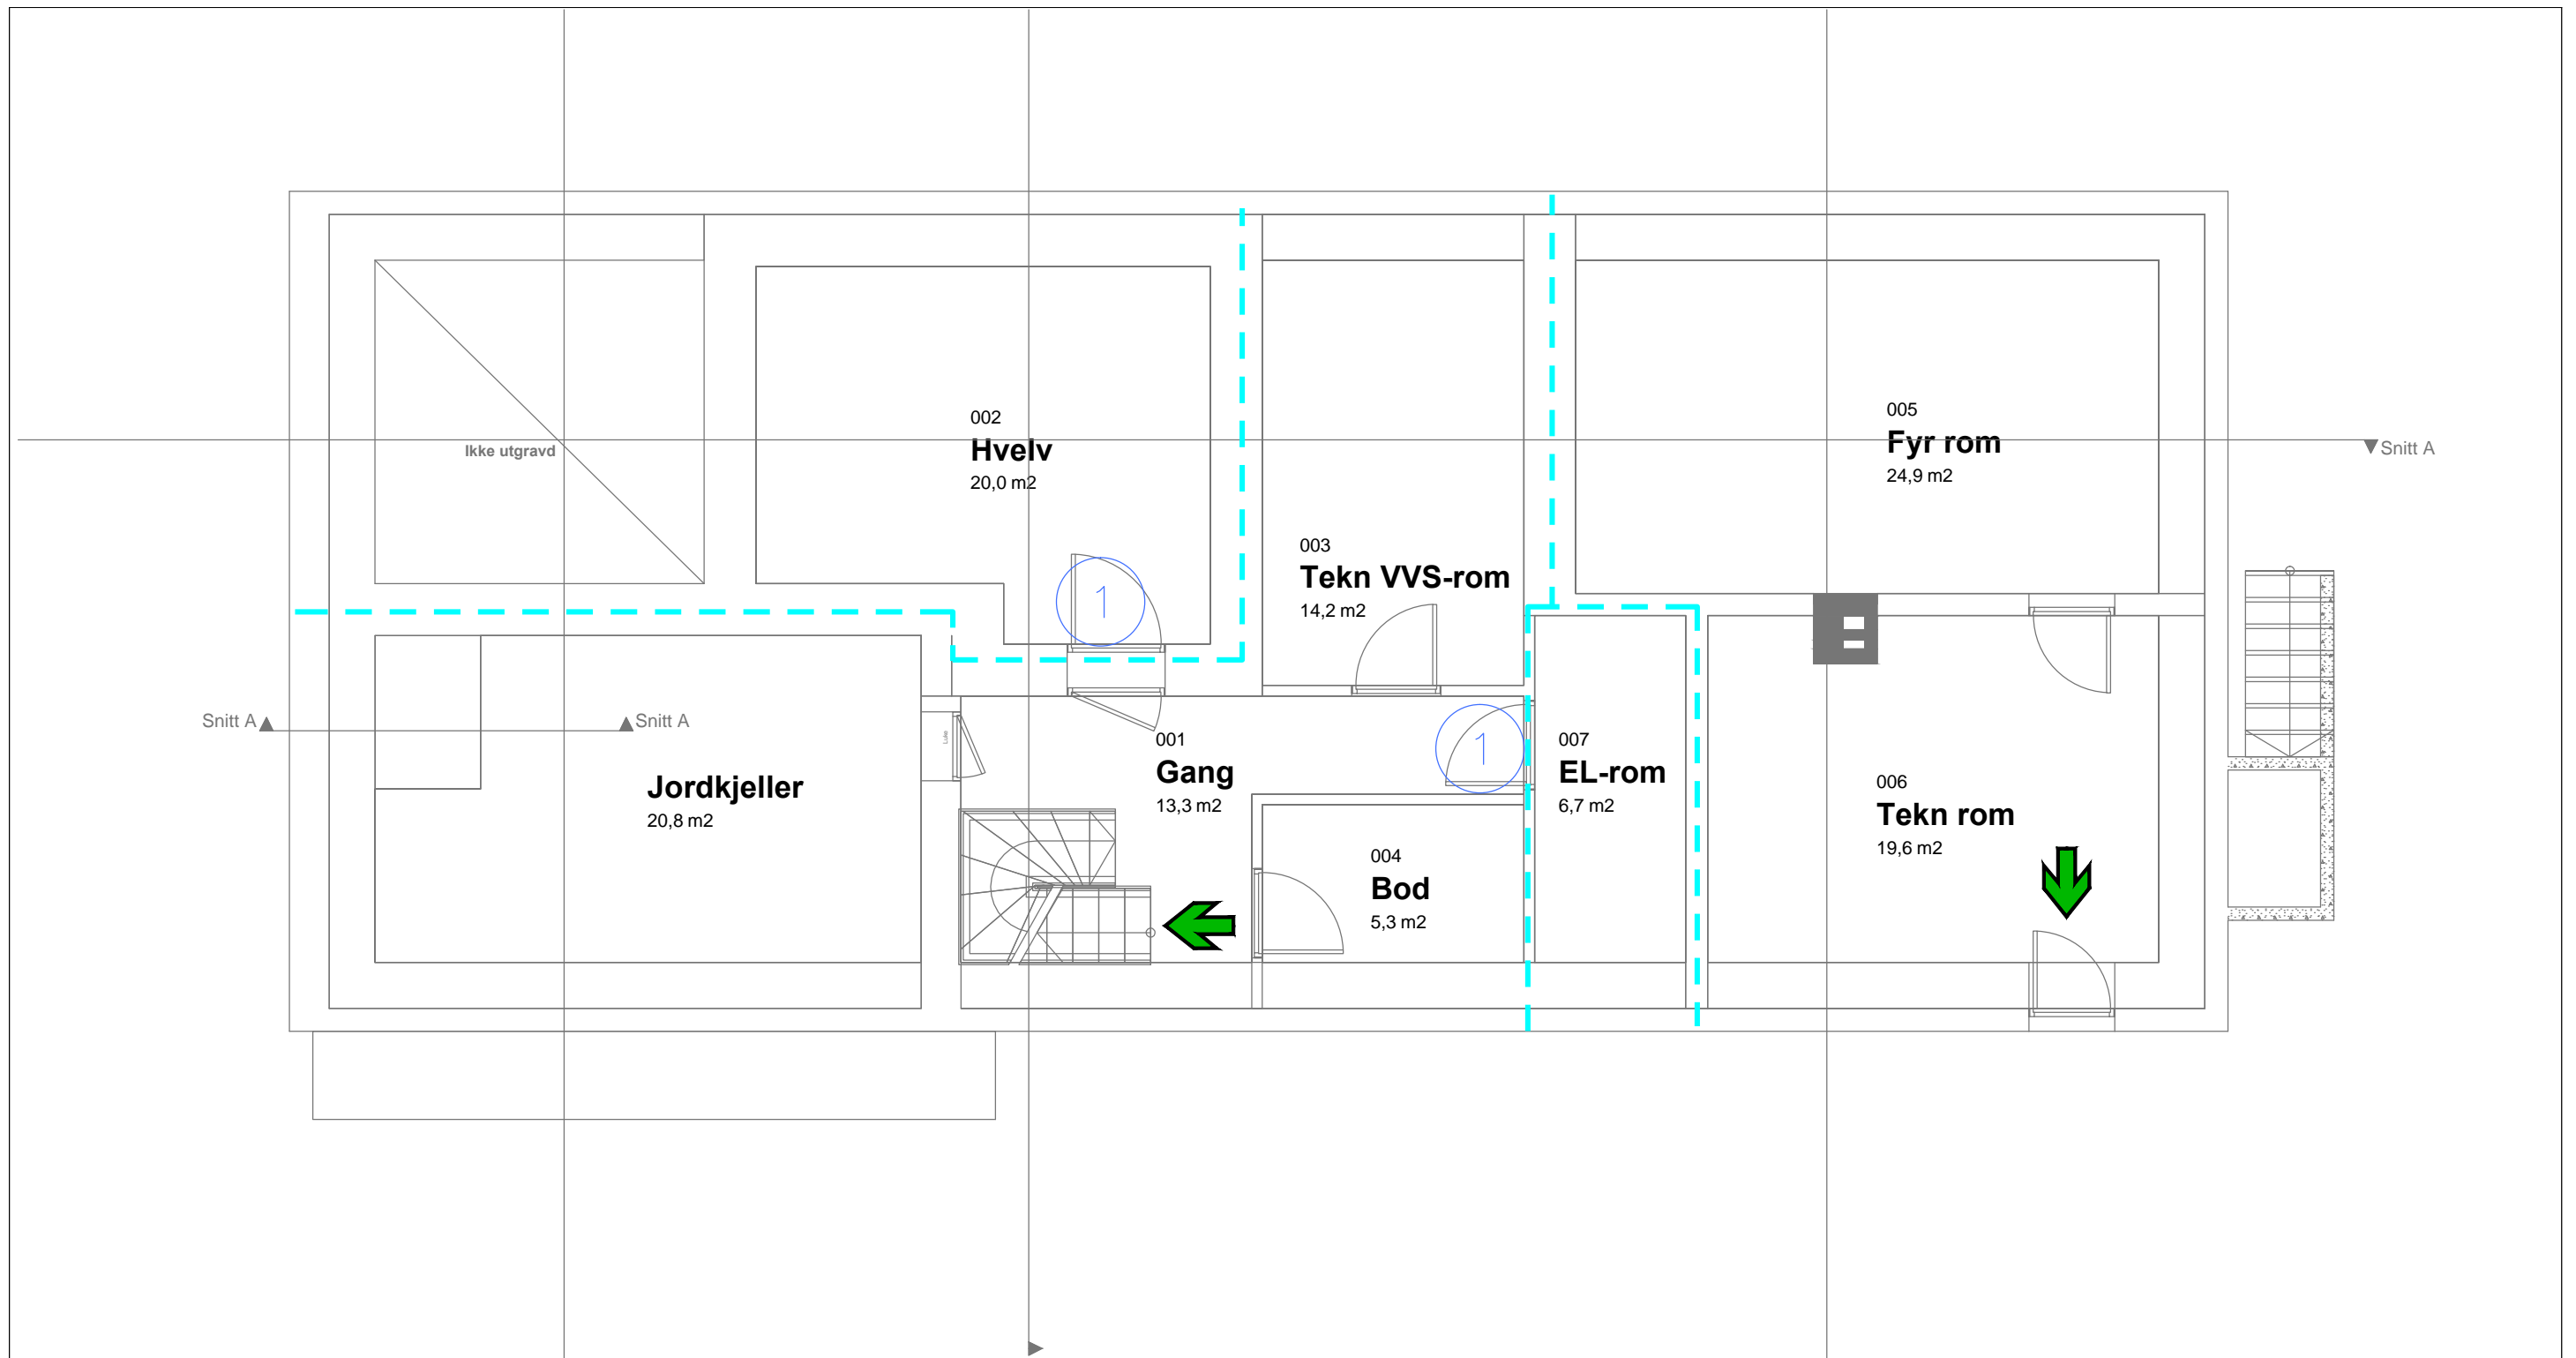 002
Hvelv
20,0 m2
005
Fyr rom
24,9 m2
Ikke utgravd
Snitt A
003
Tekn VVS-rom
14,2 m2
1
Snitt A
Snitt A
Luke
001
Gang
13,3 m2
1
007
EL-rom
6,7 m2
Jordkjeller
20,8 m2
006
Tekn rom
19,6 m2
004
Bod
5,3 m2